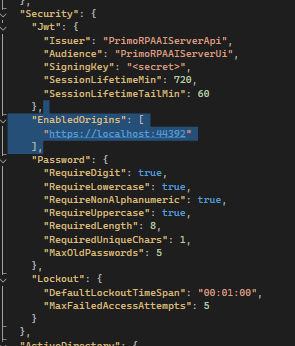 },
"Security": {
"Jwt": {
"Issuer": "PrimoRPAAIServerApi",
"Audience": "PrimoRPAAIServerUi",
"SigningKey": "<secret>",
"SessionLifetimeMin": 720,
"SessionLifetimeTailMin": 60
},
"EnabledOrigins": [
"https://localhost:44392"
],
"Password": {
"RequireDigit": true,
"RequireLowercase": true,
"RequireNonAlphanumeric": true,
"RequireUppercase": true,
"RequiredLength": 8,
"RequiredUniqueChars": 1,
"MaxOldPasswords": 5
},
"Lockout": {
"DefaultLockoutTimeSpan": "00:01:00",
"MaxFailedAccessAttempts": 5
}
},
"ActiveDirectory": {